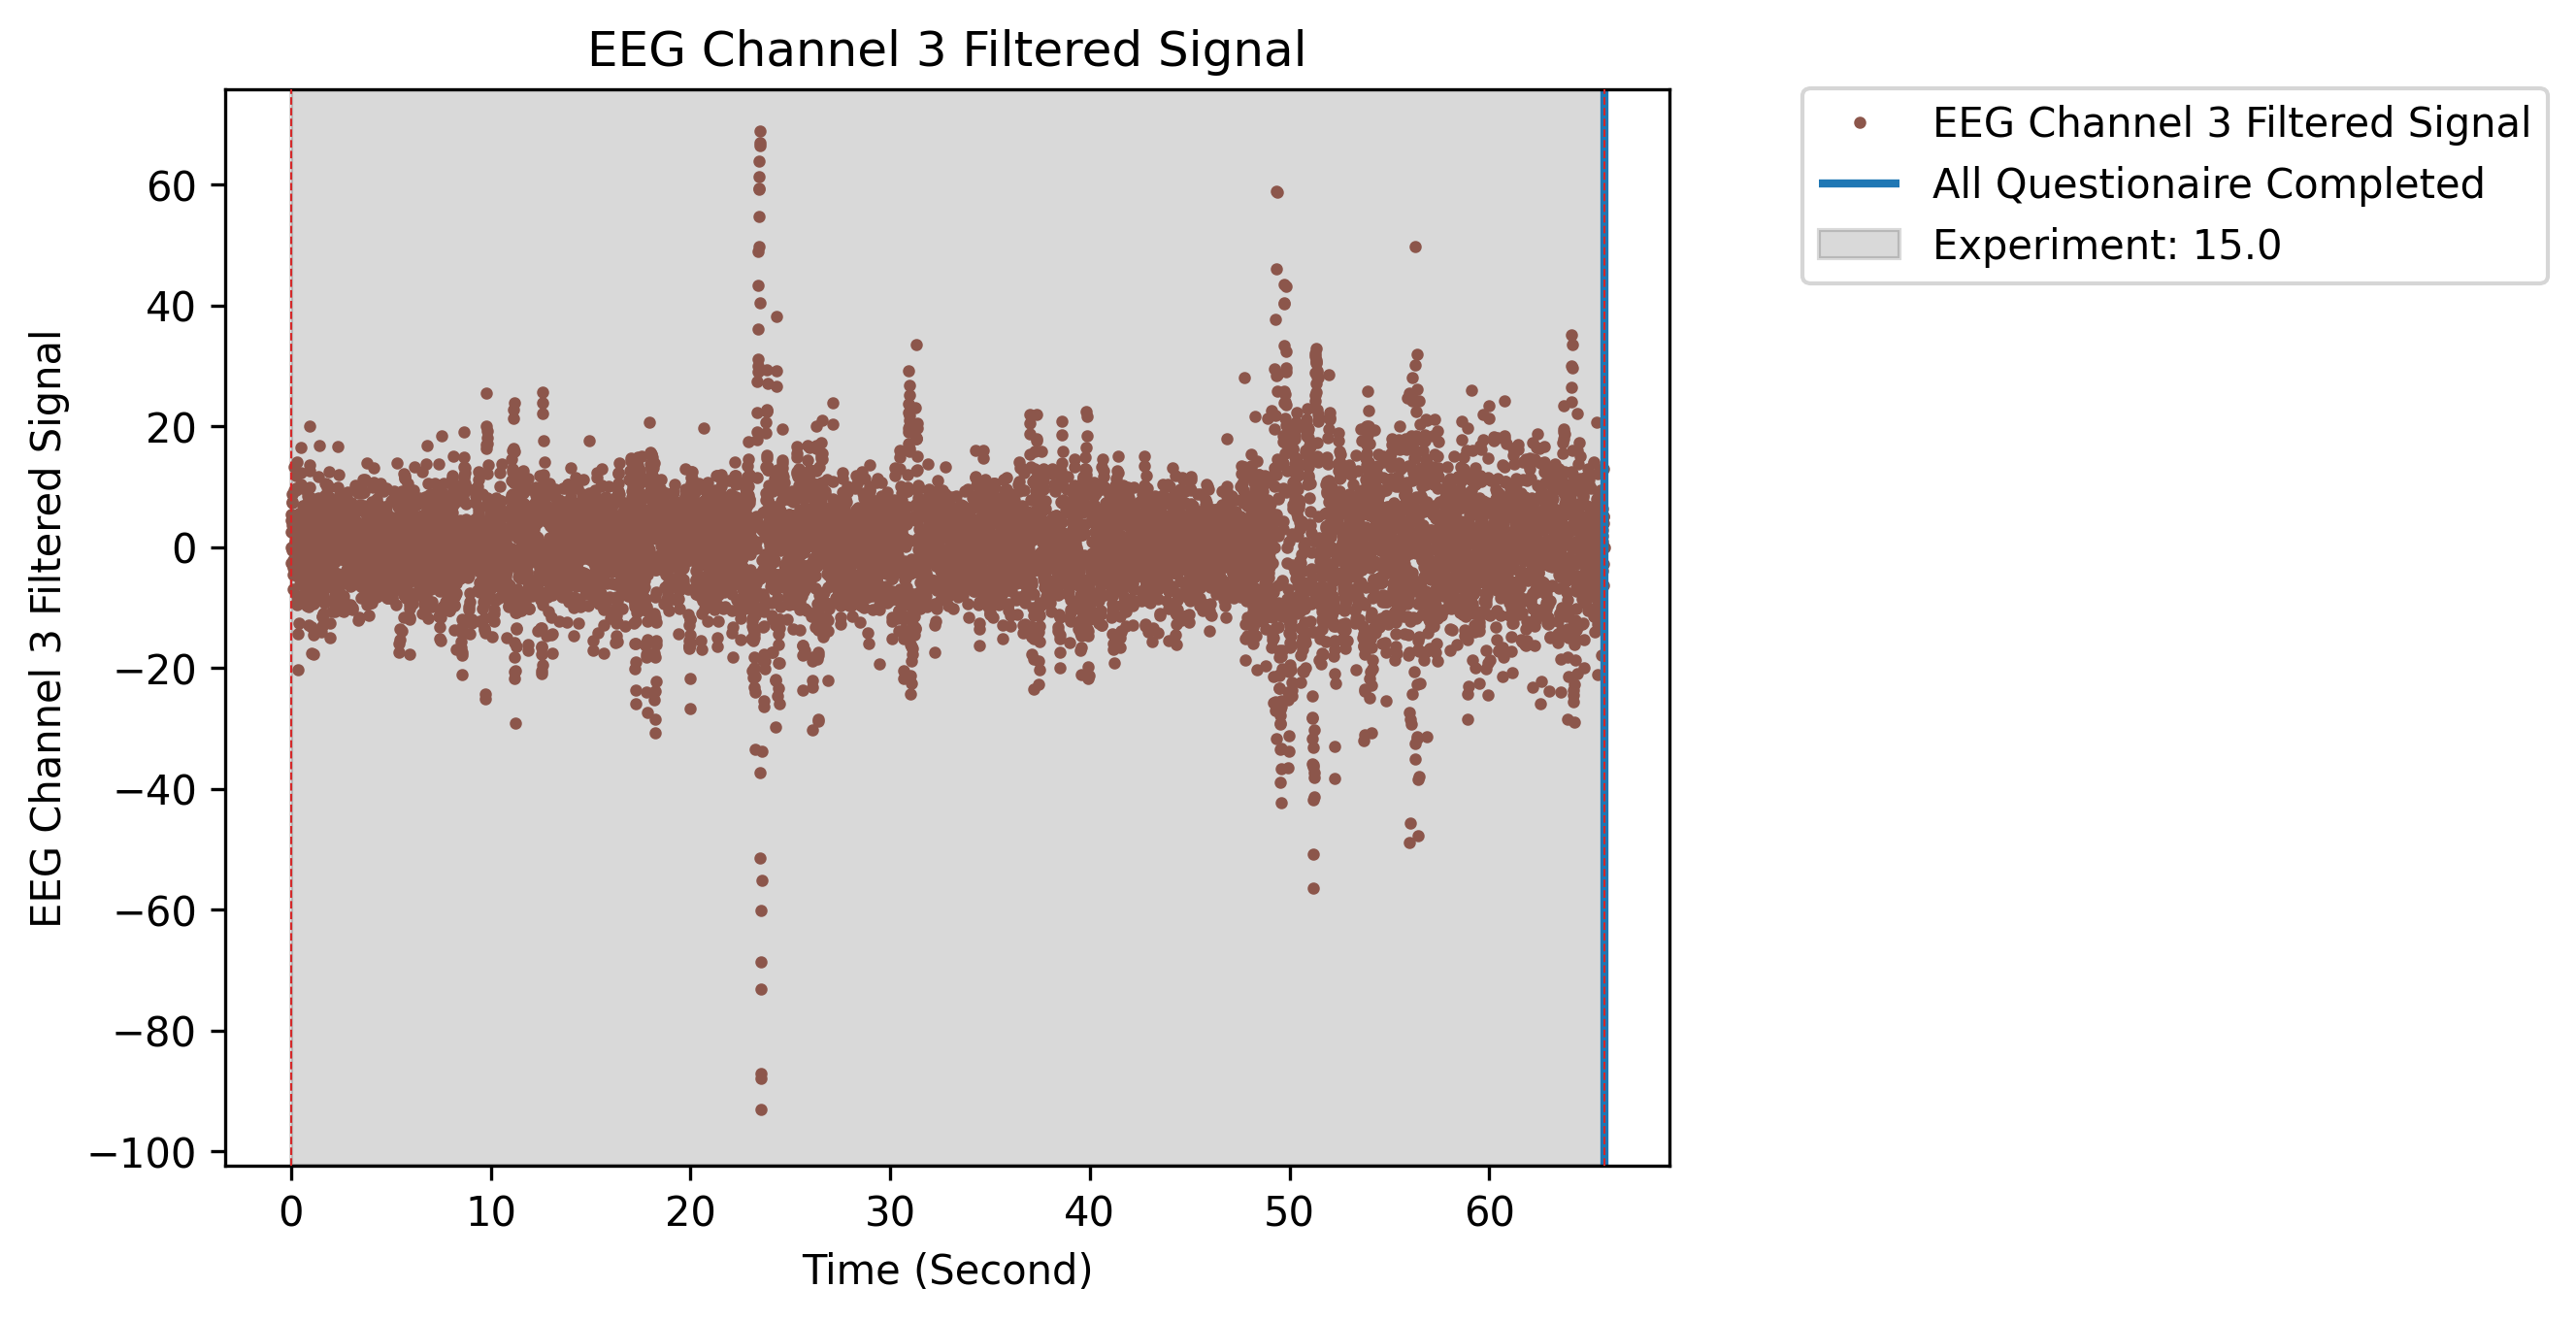 EEG Channel 3 Filtered Signal
EEG Channel 3 Filtered Signal
All Questionaire Completed
Experiment: 15.0
EEG Channel 3 Filtered Signal
60
40
20
0
−20
−40
−60
−80
−100
0 10 20 30 40 50 60
Time (Second)